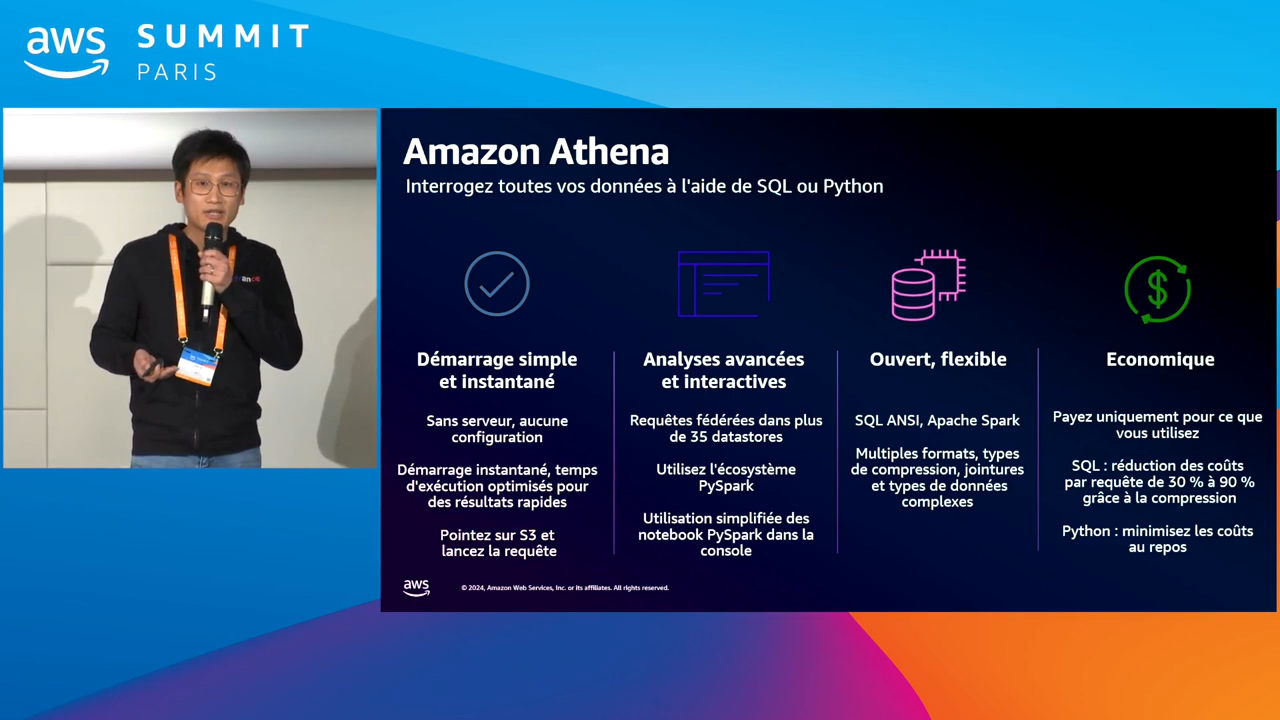 aws SUMMIT
PARIS
Amazon Athena
Interrogez toutes vos données à l'aide de SQL ou Python
Démarrage simple
et instantané
Sans serveur, aucune
configuration
Démarrage instantané, temps
d'exécution optimisés pour
des résultats rapides
Pointez sur S3 et
lancez la requête
Analyses avancées
et interactives
Requêtes fédérées dans plus
de 35 datastores
Utilisez l'écosystème
PySpark
Utilisation simplifiée des
notebook PySpark dans la
console
Ouvert, flexible
SQL ANSI, Apache Spark
Multiples formats, types
de compression, jointures
et types de données
complexes
Economique
Payez uniquement pour ce que
vous utilisez
SQL : réduction des coûts
par requête de 30 % à 90 %
grâce à la compression
Python : minimisez les coûts
au repos
aws
© 2024, Amazon Web Services, Inc. or its affiliates. All rights reserved.